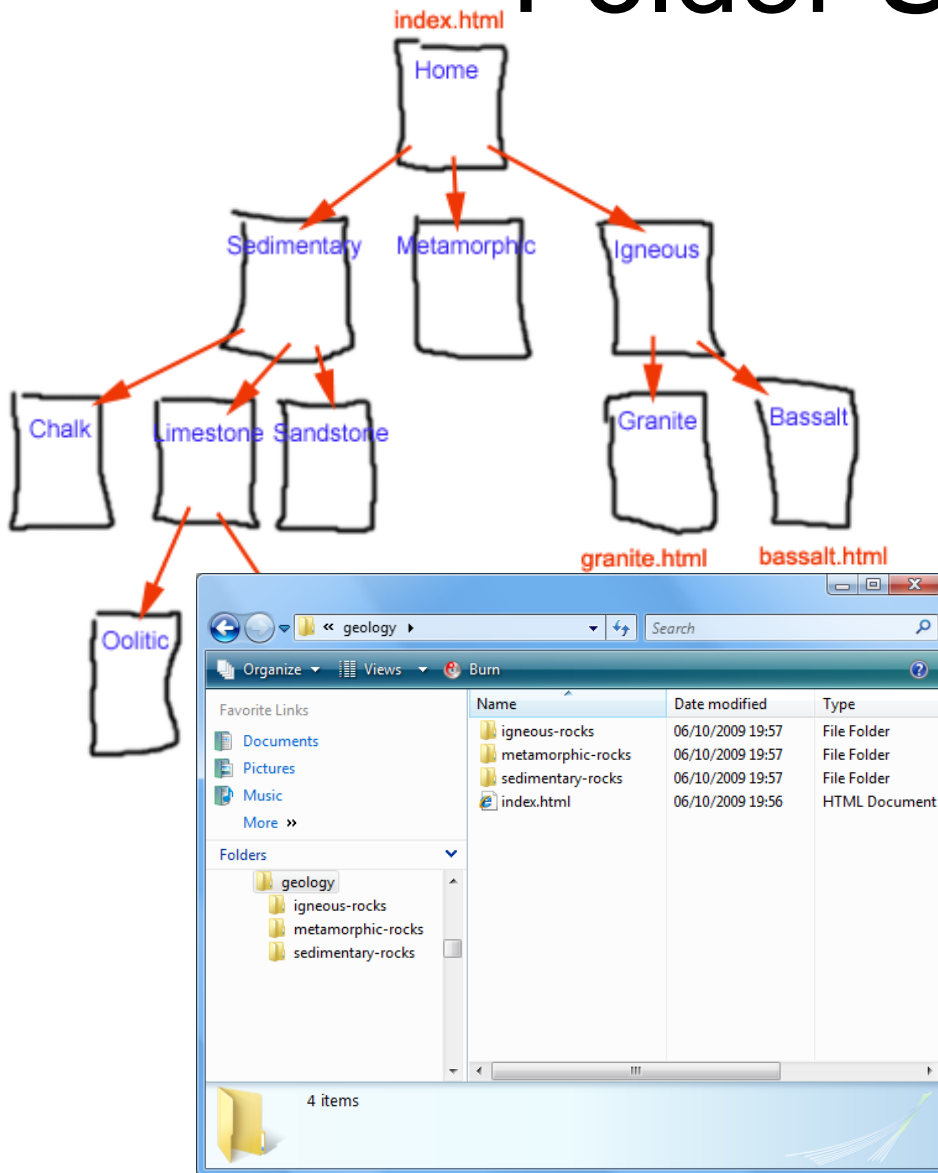 index.html
Home
Sedimentary Metamorphic Igneous
Chalk Limestone Sandstone Granite Bassalt
granite.html bassalt.html
Oolitic
« geology
Search
Organize Views Burn
Favorite Links
Documents
Pictures
Music
More »
Folders
geology
igneous-rocks
metamorphic-rocks
sedimentary-rocks
Name Date modified Type
igneous-rocks 06/10/2009 19:57 File Folder
metamorphic-rocks 06/10/2009 19:57 File Folder
sedimentary-rocks 06/10/2009 19:57 File Folder
index.html 06/10/2009 19:56 HTML Document
4 items